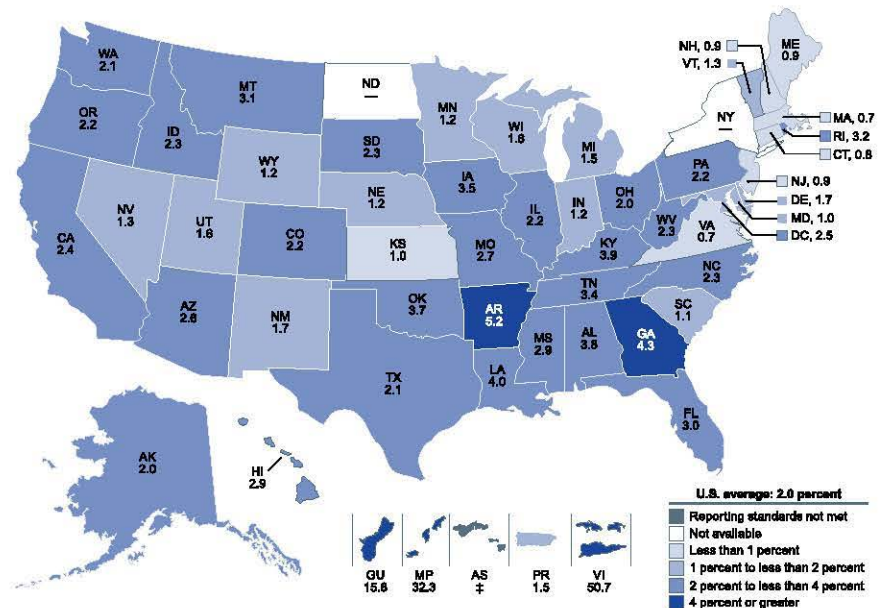 WA
2.1
OR
2.2
CA
2.4
ID
2.3
NV
1.3
MT
3.1
WY
1.2
UT
1.6
AZ
2.6
CO
2.2
NM
1.7
ND
—
SD
2.3
NE
1.2
KS
1.0
OK
3.7
TX
2.1
MN
1.2
IA
3.5
MO
2.7
AR
5.2
LA
4.0
WI
1.6
IL
2.2
MI
1.5
IN
1.2
OH
2.0
KY
3.9
TN
3.4
MS
2.9
AL
3.8
GA
4.3
FL
3.0
SC
1.1
NC
2.3
VA
0.7
WV
2.3
PA
2.2
NY
—
ME
0.9
NH, 0.9
VT, 1.3
MA, 0.7
RI, 3.2
CT, 0.8
NJ, 0.9
DE, 1.7
MD, 1.0
DC, 2.5
AK
2.0
HI
2.9
GU
15.6
MP
32.3
AS
‡
PR
1.5
VI
50.7
U.S. average: 2.0 percent
Reporting standards not met
Not available
Less than 1 percent
1 percent to less than 2 percent
2 percent to less than 4 percent
4 percent or greater